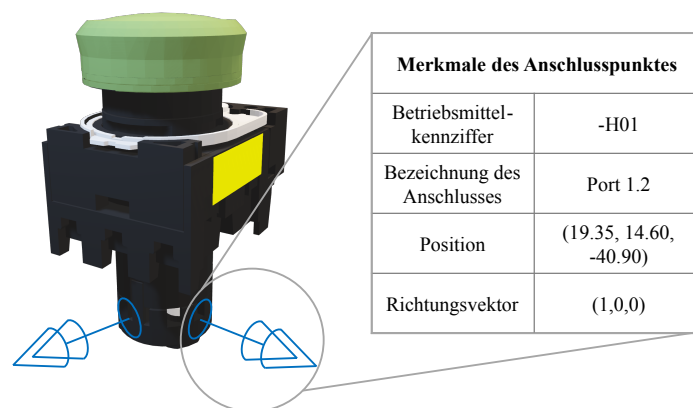 Merkmale des Anschlusspunktes
Betriebsmittel-
kennziffer
-H01
Bezeichnung des
Anschlusses
Port 1.2
Position
(19.35, 14.60,
-40.90)
Richtungsvektor
(1,0,0)